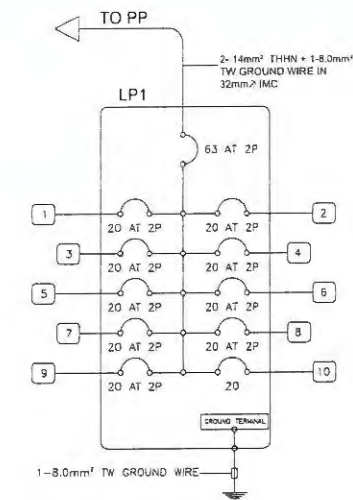 TO PP
2- 14mm² THHN + 1-8.0mm²
TW GROUND WIRE IN
32mmø IMC
LP1
63 AT 2P
1
2
20 AT 2P
20 AT 2P
3
4
20 AT 2P
20 AT 2P
5
6
20 AT 2P
20 AT 2P
7
8
20 AT 2P
20 AT 2P
9
10
20 AT 2P
20
GROUND TERMINAL
1-8.0mm² TW GROUND WIRE